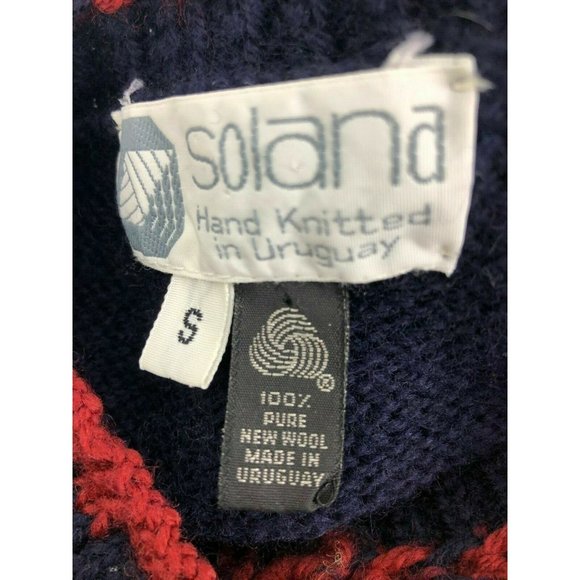 Solana
Hand Knitted
in Uruguay
S
®
100%
PURE
NEW WOOL
MADE IN
URUGUAY